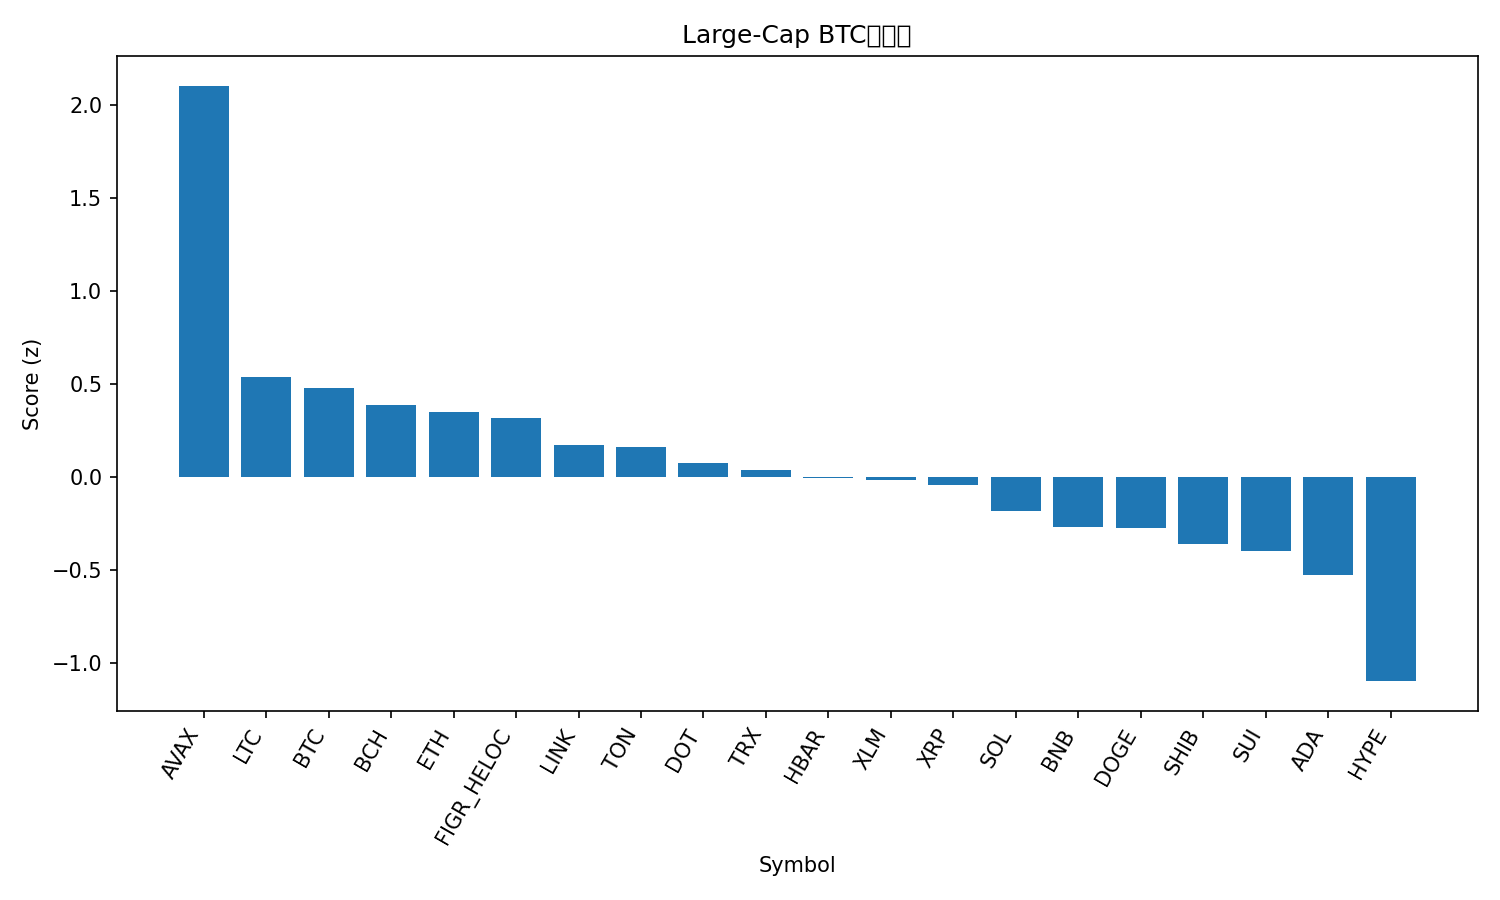 Large-Cap BTC
Score (z)
2.0
1.5
1.0
0.5
0.0
−0.5
−1.0
AVAX
LTC
BTC
BCH
ETH
FIGR_HELOC
LINK
TON
DOT
TRX
HBAR
XLM
XRP
SOL
BNB
DOGE
SHIB
SUI
ADA
HYPE
Symbol